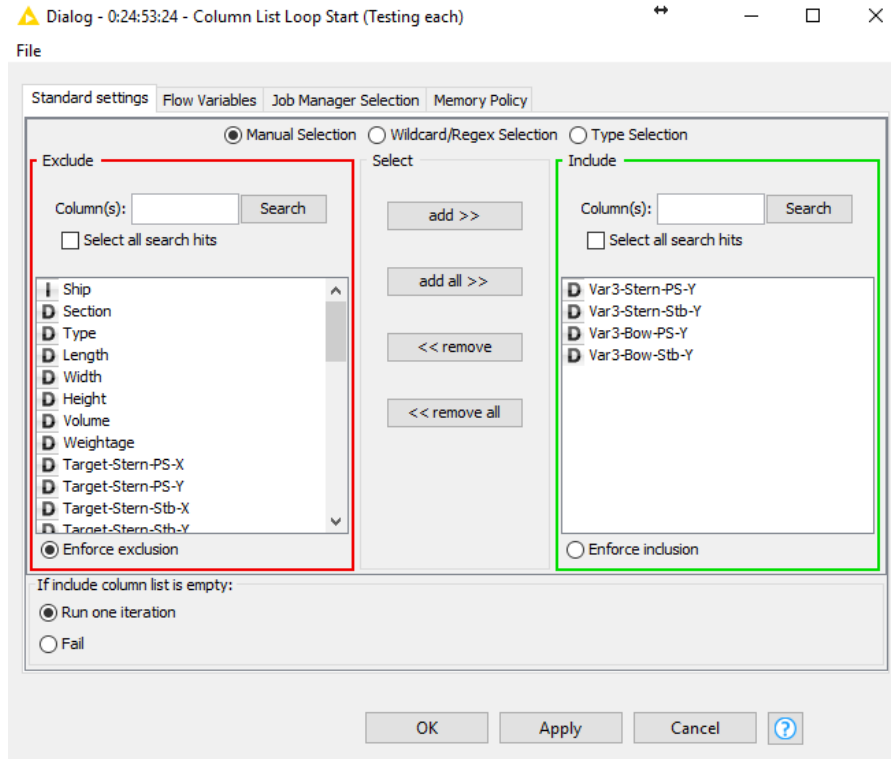 Dialog - 0:24:53:24 - Column List Loop Start (Testing each)
File
Standard settings Flow Variables Job Manager Selection Memory Policy
Manual Selection Wildcard/Regex Selection Type Selection
Exclude
Column(s): Search
Select all search hits
I Ship
D Section
D Type
D Length
D Width
D Height
D Volume
D Weightage
D Target-Stern-PS-X
D Target-Stern-PS-Y
D Target-Stern-Stb-X
D Target-Stern-Stb-Y
Enforce exclusion
Select
add >>
add all >>
<< remove
<< remove all
Include
Column(s): Search
Select all search hits
D Var3-Stern-PS-Y
D Var3-Stern-Stb-Y
D Var3-Bow-PS-Y
D Var3-Bow-Stb-Y
Enforce inclusion
If include column list is empty:
Run one iteration
Fail
OK Apply Cancel ?